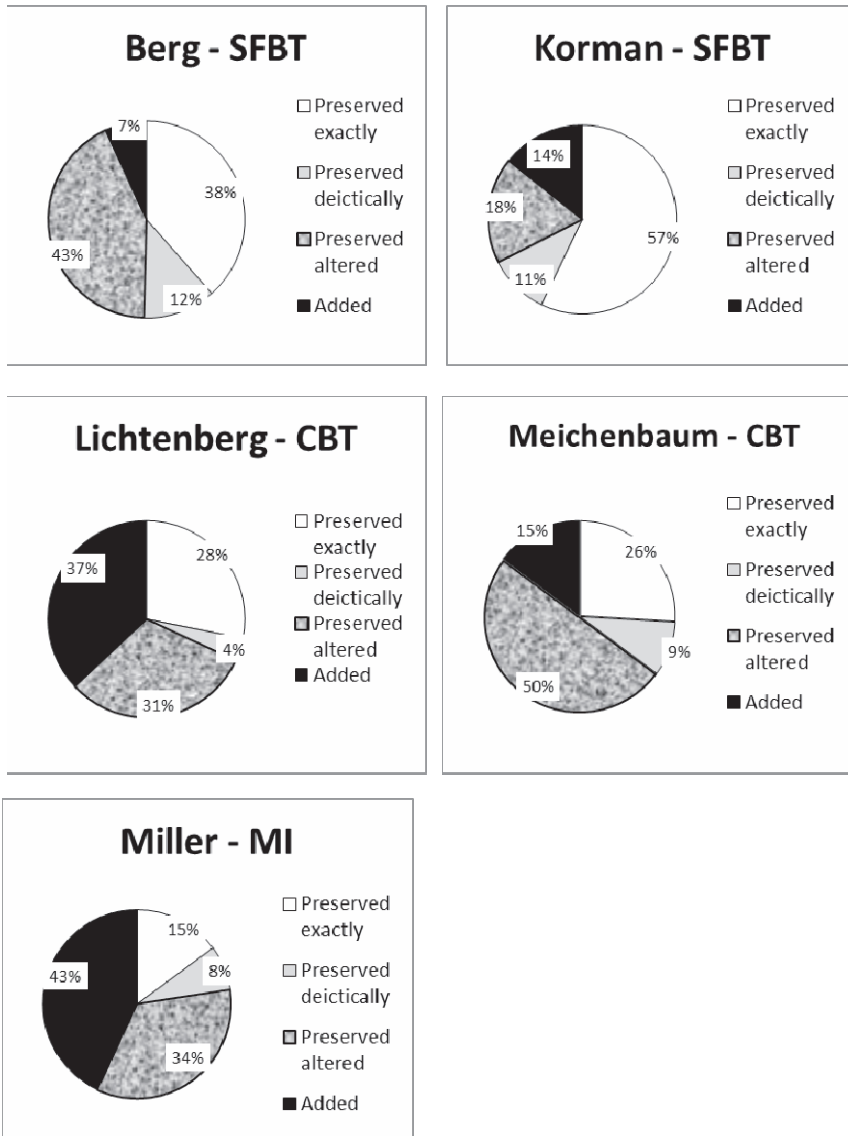 Berg - SFBT
7%
38%
43%
12%
Preserved
exactly
Preserved
deictically
Preserved
altered
Added
Korman - SFBT
14%
18%
57%
11%
Preserved
exactly
Preserved
deictically
Preserved
altered
Added
Lichtenberg - CBT
37%
28%
4%
31%
Preserved
exactly
Preserved
deictically
Preserved
altered
Added
Meichenbaum - CBT
15%
26%
9%
50%
Preserved
exactly
Preserved
deictically
Preserved
altered
Added
Miller - MI
15%
8%
43%
34%
Preserved
exactly
Preserved
deictically
Preserved
altered
Added